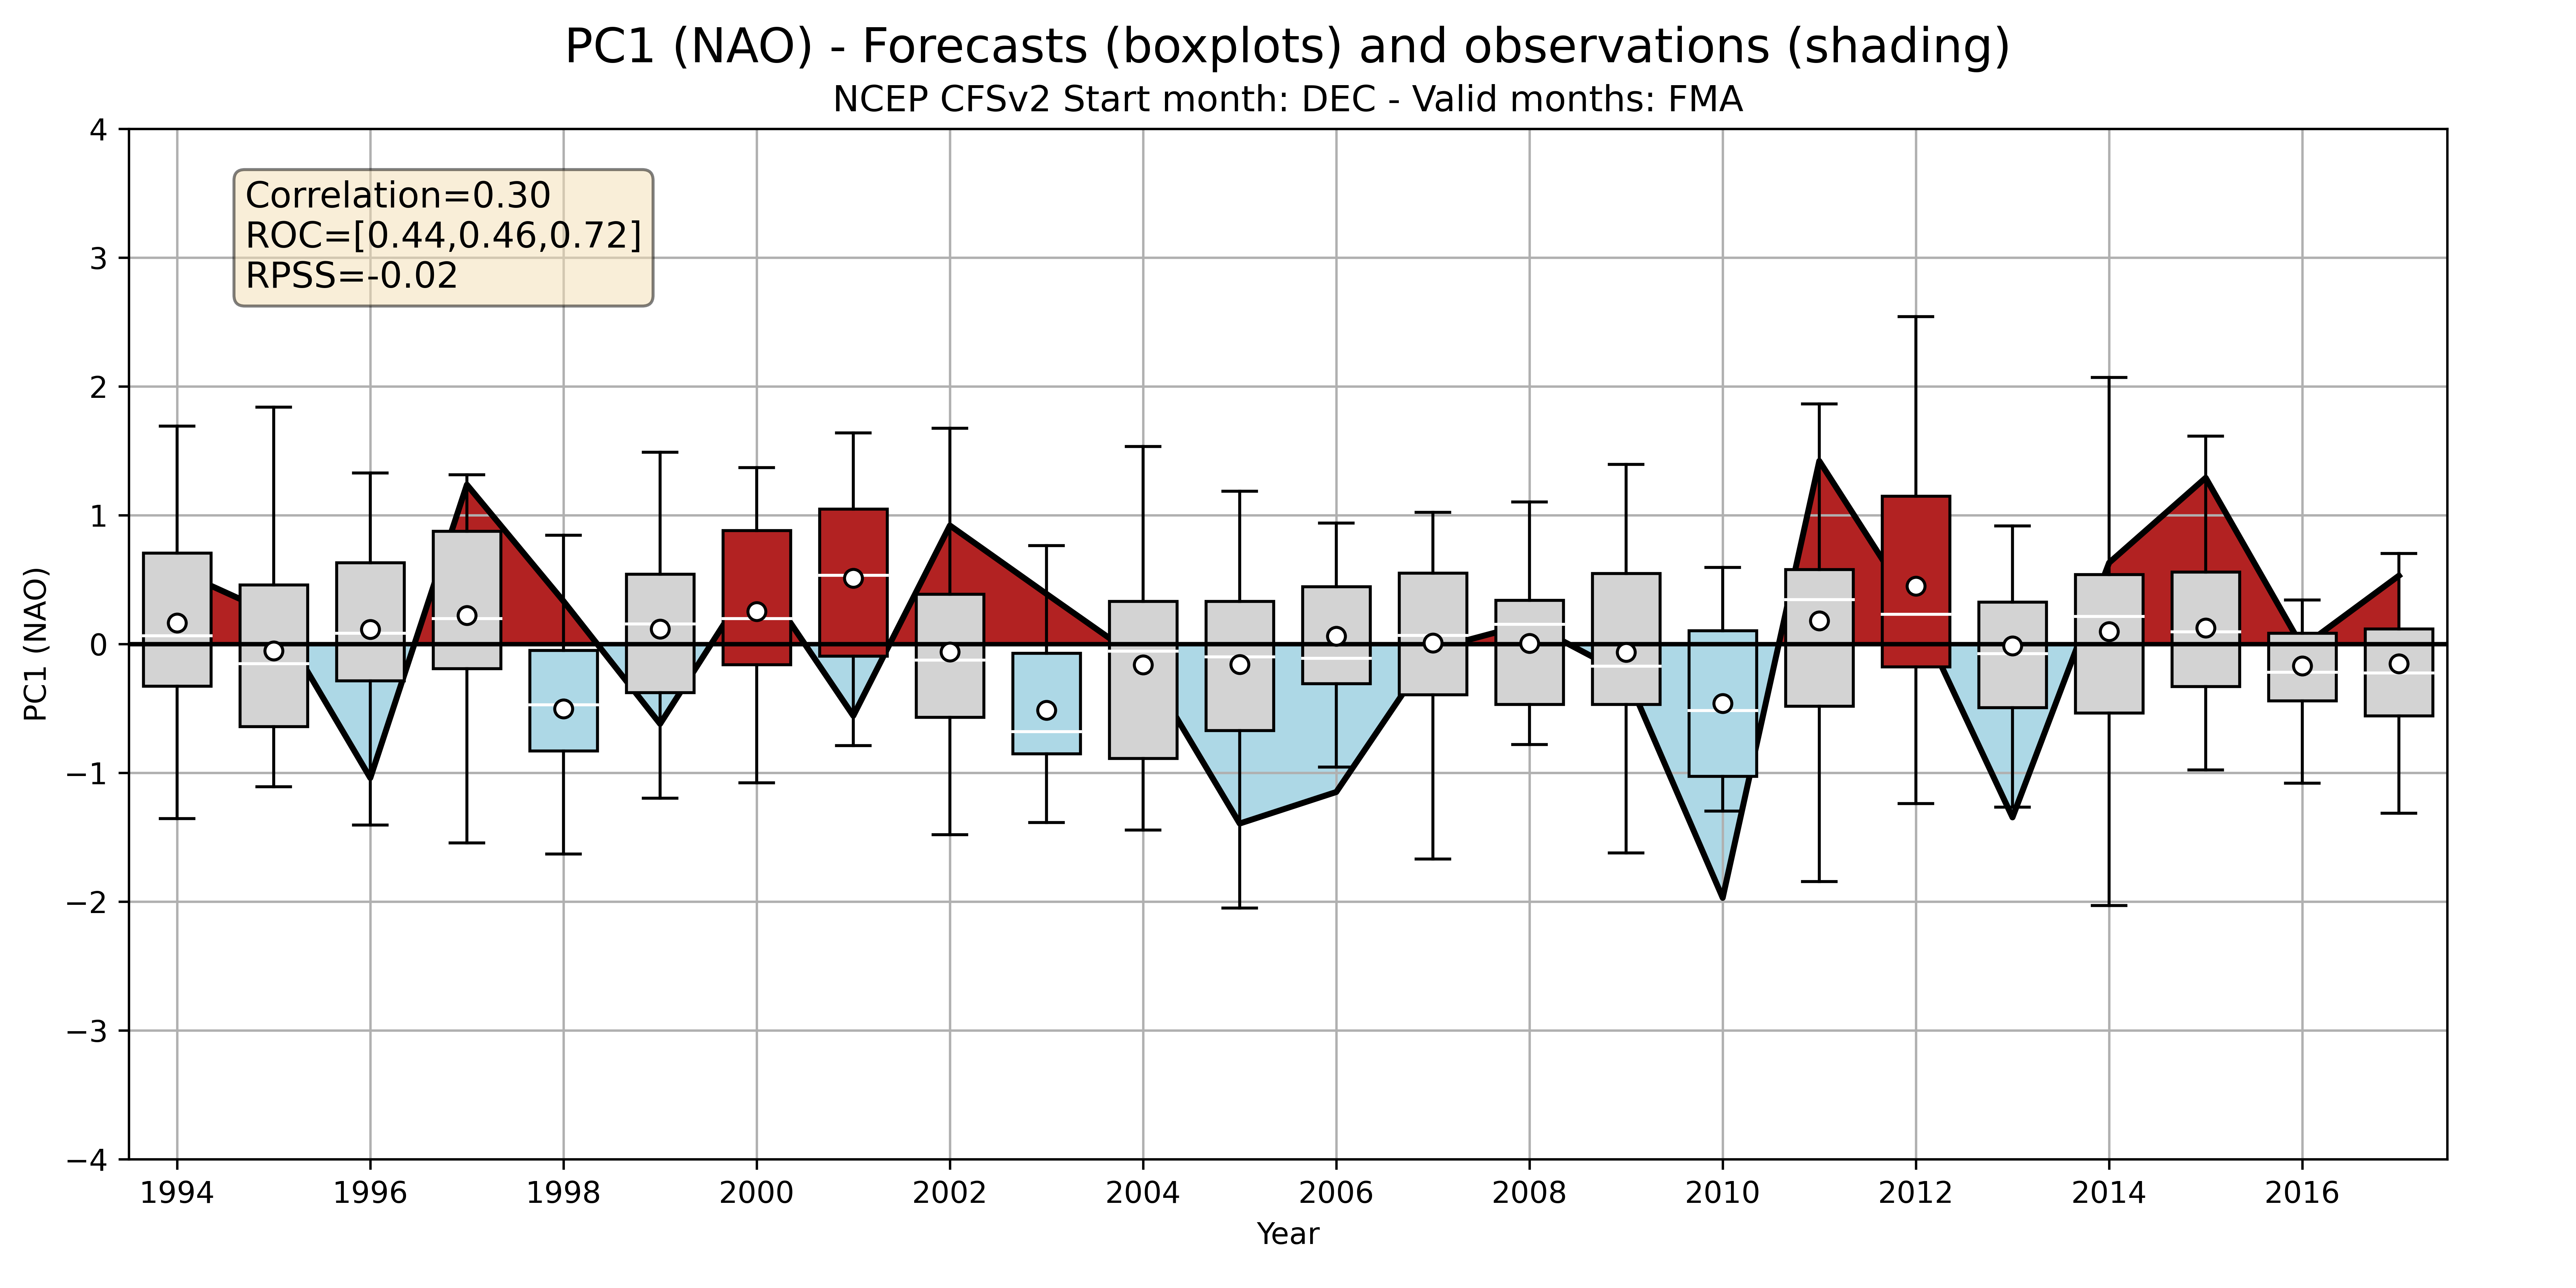 PC1 (NAO) - Forecasts (boxplots) and observations (shading)
NCEP CFSv2 Start month: DEC - Valid months: FMA
Correlation=0.30
ROC=[0.44,0.46,0.72]
RPSS=-0.02
PC1 (NAO)
4
3
2
1
0
−1
−2
−3
−4
1994 1996 1998 2000 2002 2004 2006 2008 2010 2012 2014 2016
Year